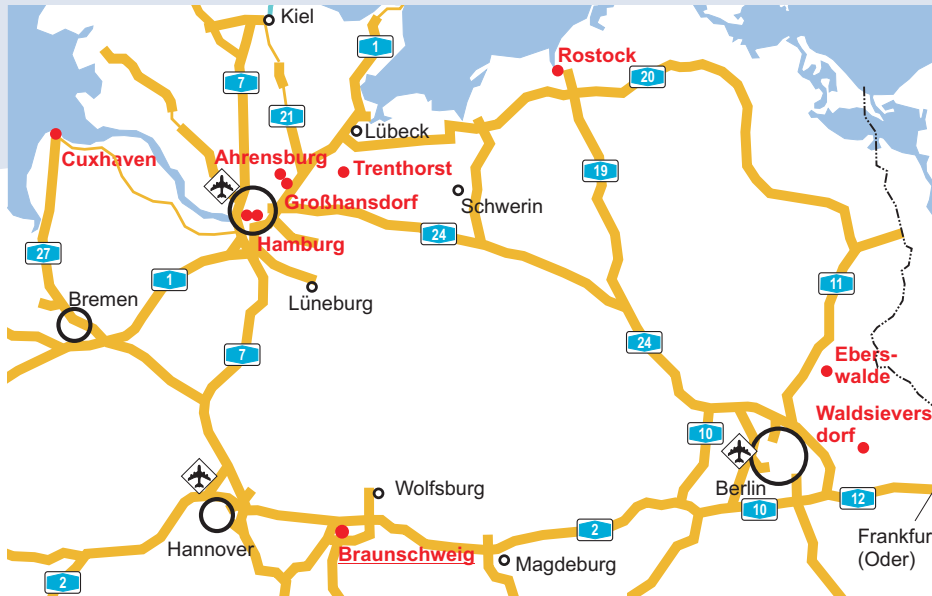 Kiel
1
Rostock
7
20
21
Lübeck
Cuxhaven
Ahrensburg
Trenthorst
19
Großhansdorf
Schwerin
24
Hamburg
27
1
Lüneburg
11
Bremen
24
7
Ebers-
walde
Waldsievers
dorf
10
Berlin
Wolfsburg
12
10
Hannover
2
Frankfur
(Oder)
Braunschweig
Magdeburg
2